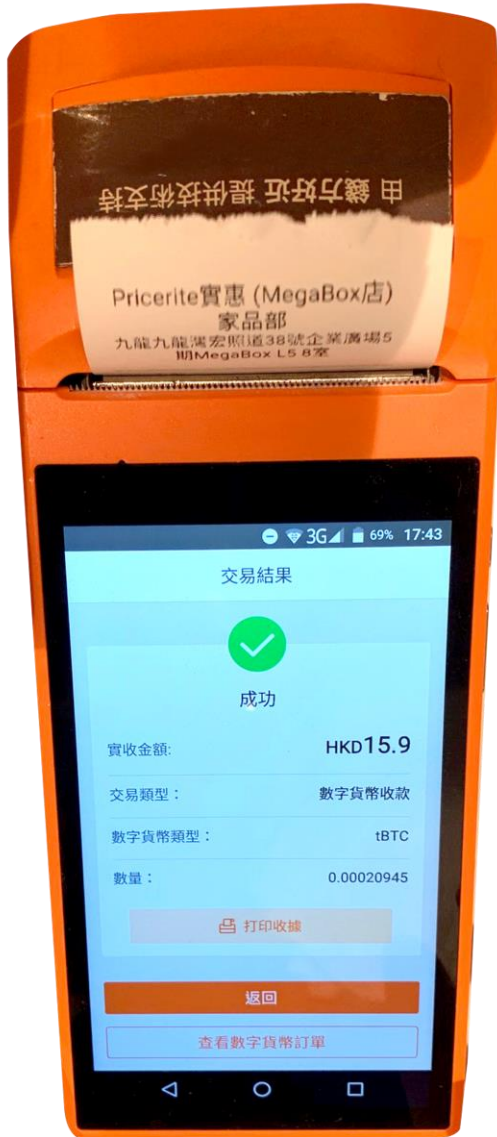 由 錢方好近 提供技術支持
Pricerite實惠 (MegaBox店)
家品部
九龍九龍灣宏照道38號企業廣場5
期MegaBox L5 8室
3G 69% 17:43
交易結果
成功
實收金額: HKD15.9
交易類型： 數字貨幣收款
數字貨幣類型： tBTC
數量： 0.00020945
打印收據
返回
查看數字貨幣訂單